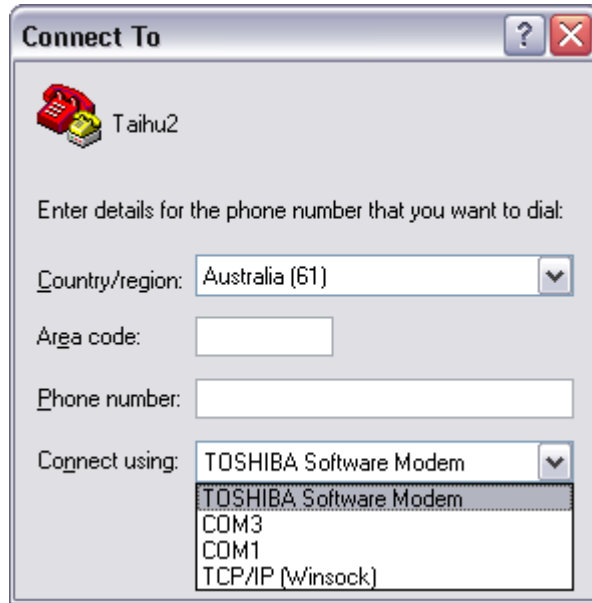 Connect To
Taihu2
Enter details for the phone number that you want to dial:
Country/region: Australia (61)
Area code:
Phone number:
Connect using: TOSHIBA Software Modem
TOSHIBA Software Modem
COM3
COM1
TCP/IP (Winsock)